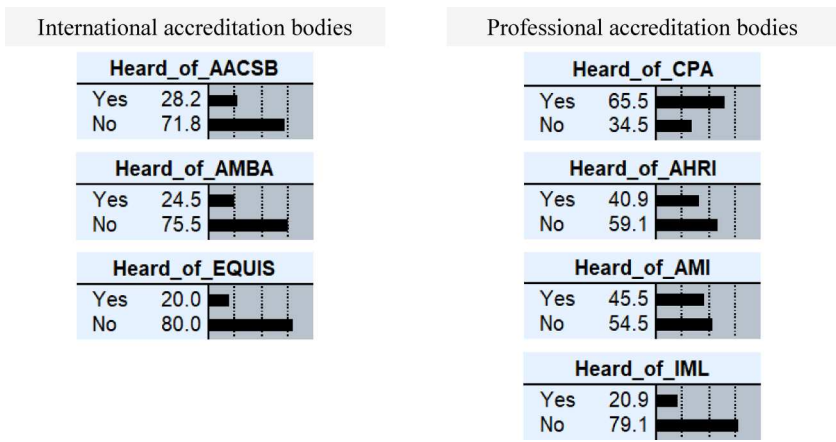 International accreditation bodies
Heard_of_AACSB
Yes 28.2
No 71.8
Heard_of_AMBA
Yes 24.5
No 75.5
Heard_of_EQUIS
Yes 20.0
No 80.0
Professional accreditation bodies
Heard_of_CPA
Yes 65.5
No 34.5
Heard_of_AHRI
Yes 40.9
No 59.1
Heard_of_AMI
Yes 45.5
No 54.5
Heard_of_IML
Yes 20.9
No 79.1